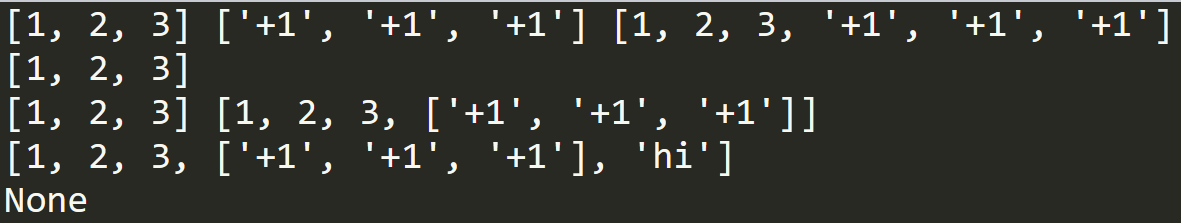 [1, 2, 3] ['+1', '+1', '+1'] [1, 2, 3, '+1', '+1', '+1']
[1, 2, 3]
[1, 2, 3] [1, 2, 3, ['+1', '+1', '+1']]
[1, 2, 3, ['+1', '+1', '+1'], 'hi']
None